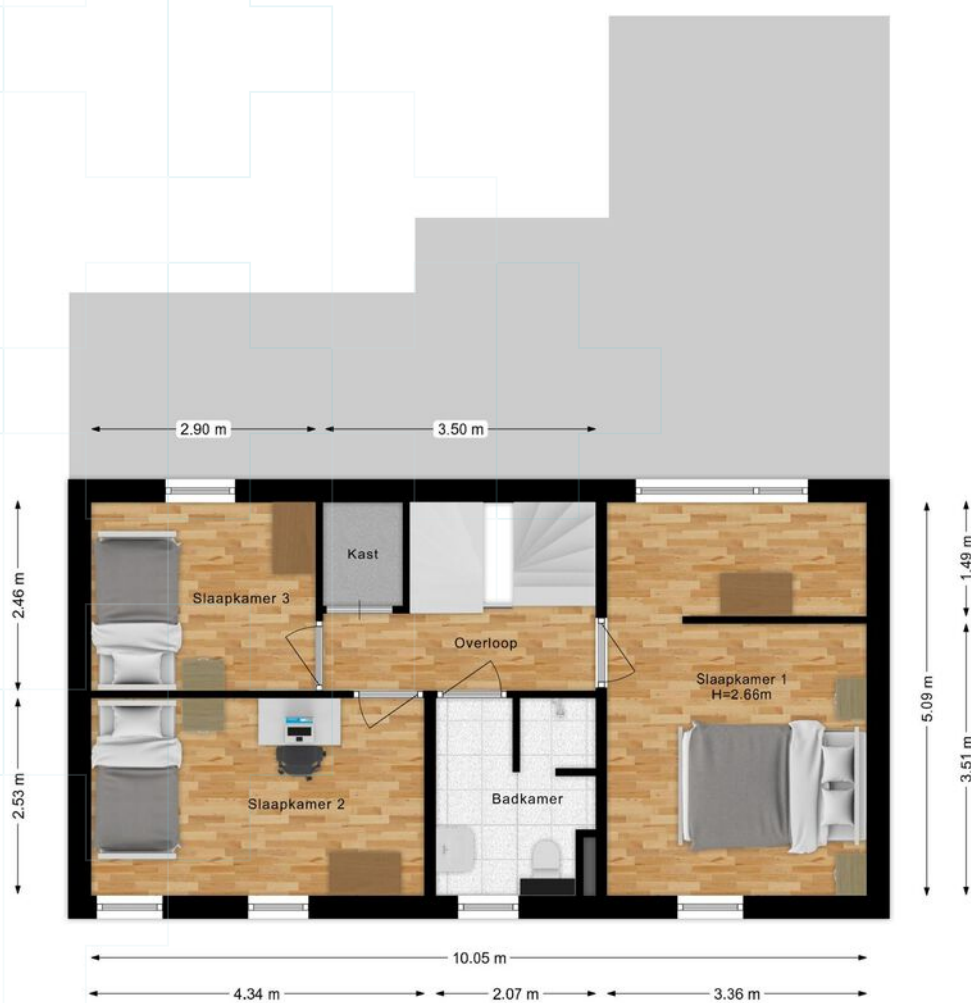 2.90 m
3.50 m
Kast
2.46 m
Slaapkamer 3
1.49 m
Overloop
Slaapkamer 1
H=2.66m
5.09 m
2.53 m
Slaapkamer 2
Badkamer
3.51 m
10.05 m
4.34 m
2.07 m
3.36 m